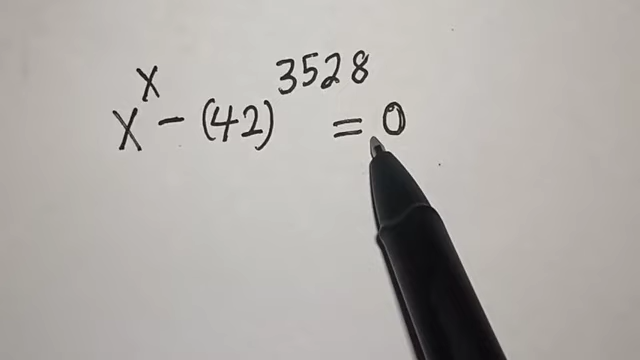 x^x - (42)^3528 = 0